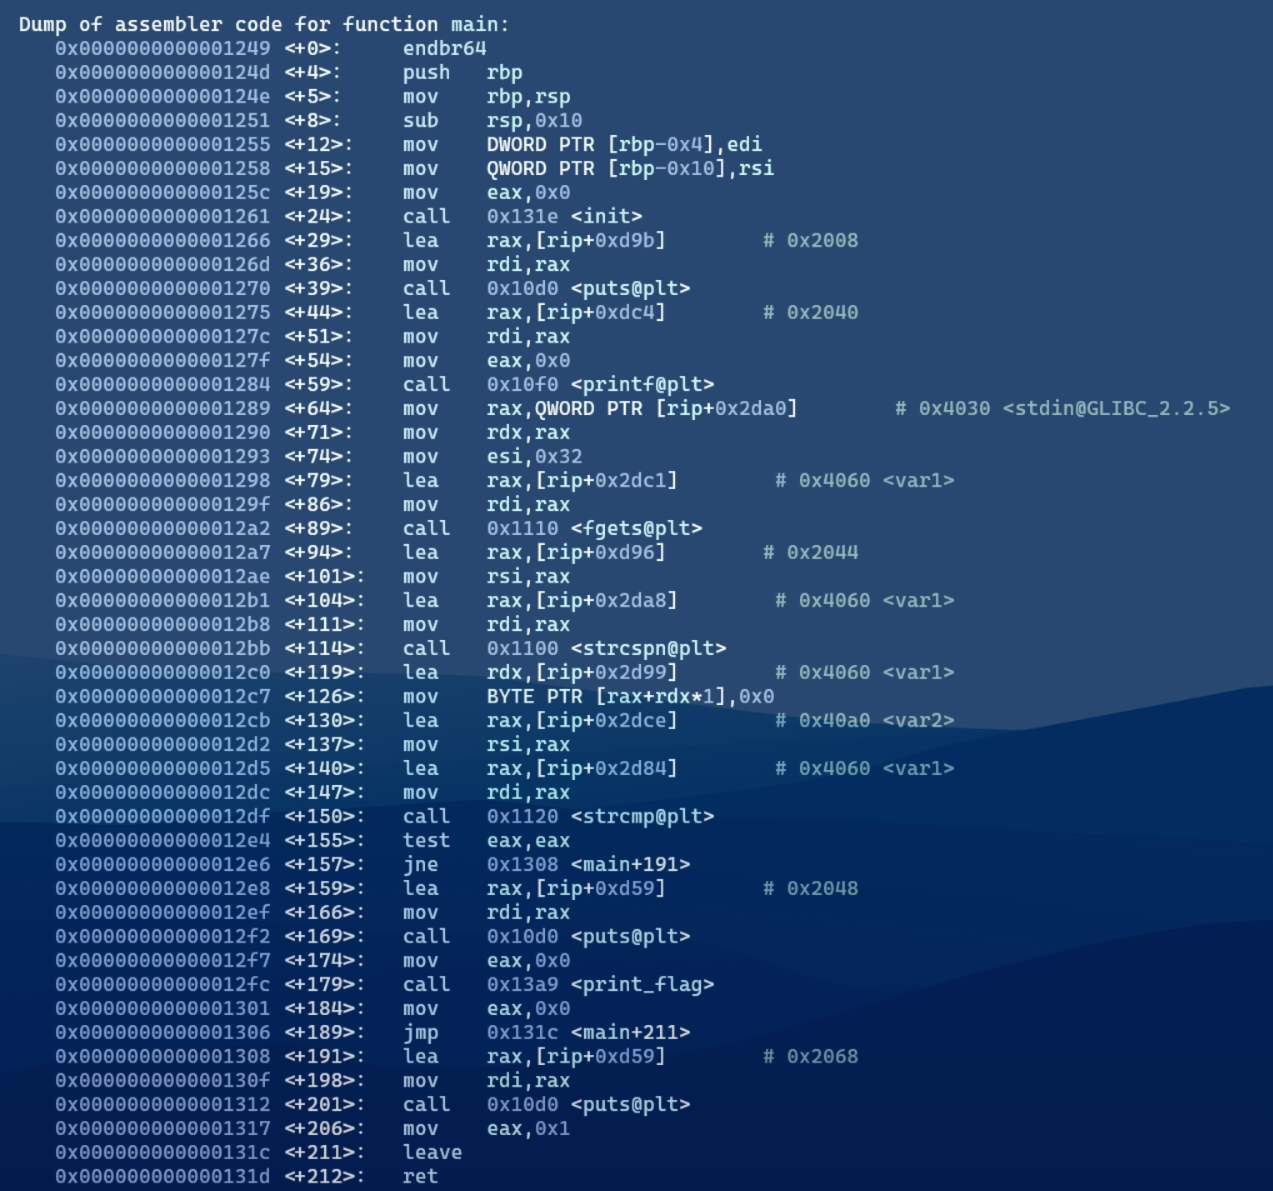 Dump of assembler code for function main:
   0x0000000000001249 <+0>:     endbr64
   0x000000000000124d <+4>:     push   rbp
   0x000000000000124e <+5>:     mov    rbp,rsp
   0x0000000000001251 <+8>:     sub    rsp,0x10
   0x0000000000001255 <+12>:    mov    DWORD PTR [rbp-0x4],edi
   0x0000000000001258 <+15>:    mov    QWORD PTR [rbp-0x10],rsi
   0x000000000000125c <+19>:    mov    eax,0x0
   0x0000000000001261 <+24>:    call   0x131e <init>
   0x0000000000001266 <+29>:    lea    rax,[rip+0xd9b]        # 0x2008
   0x000000000000126d <+36>:    mov    rdi,rax
   0x0000000000001270 <+39>:    call   0x10d0 <puts@plt>
   0x0000000000001275 <+44>:    lea    rax,[rip+0xdc4]        # 0x2040
   0x000000000000127c <+51>:    mov    rdi,rax
   0x000000000000127f <+54>:    mov    eax,0x0
   0x0000000000001284 <+59>:    call   0x10f0 <printf@plt>
   0x0000000000001289 <+64>:    mov    rax,QWORD PTR [rip+0x2da0]        # 0x4030 <stdin@GLIBC_2.2.5>
   0x0000000000001290 <+71>:    mov    rdx,rax
   0x0000000000001293 <+74>:    mov    esi,0x32
   0x0000000000001298 <+79>:    lea    rax,[rip+0x2dc1]        # 0x4060 <var1>
   0x000000000000129f <+86>:    mov    rdi,rax
   0x00000000000012a2 <+89>:    call   0x1110 <fgets@plt>
   0x00000000000012a7 <+94>:    lea    rax,[rip+0xd96]        # 0x2044
   0x00000000000012ae <+101>:   mov    rsi,rax
   0x00000000000012b1 <+104>:   lea    rax,[rip+0x2da8]        # 0x4060 <var1>
   0x00000000000012b8 <+111>:   mov    rdi,rax
   0x00000000000012bb <+114>:   call   0x1100 <strcspn@plt>
   0x00000000000012c0 <+119>:   lea    rdx,[rip+0x2d99]        # 0x4060 <var1>
   0x00000000000012c7 <+126>:   mov    BYTE PTR [rax+rdx*1],0x0
   0x00000000000012cb <+130>:   lea    rax,[rip+0x2dce]        # 0x40a0 <var2>
   0x00000000000012d2 <+137>:   mov    rsi,rax
   0x00000000000012d5 <+140>:   lea    rax,[rip+0x2d84]        # 0x4060 <var1>
   0x00000000000012dc <+147>:   mov    rdi,rax
   0x00000000000012df <+150>:   call   0x1120 <strcmp@plt>
   0x00000000000012e4 <+155>:   test   eax,eax
   0x00000000000012e6 <+157>:   jne    0x1308 <main+191>
   0x00000000000012e8 <+159>:   lea    rax,[rip+0xd59]        # 0x2048
   0x00000000000012ef <+166>:   mov    rdi,rax
   0x00000000000012f2 <+169>:   call   0x10d0 <puts@plt>
   0x00000000000012f7 <+174>:   mov    eax,0x0
   0x00000000000012fc <+179>:   call   0x13a9 <print_flag>
   0x0000000000001301 <+184>:   mov    eax,0x0
   0x0000000000001306 <+189>:   jmp    0x131c <main+211>
   0x0000000000001308 <+191>:   lea    rax,[rip+0xd59]        # 0x2068
   0x000000000000130f <+198>:   mov    rdi,rax
   0x0000000000001312 <+201>:   call   0x10d0 <puts@plt>
   0x0000000000001317 <+206>:   mov    eax,0x1
   0x000000000000131c <+211>:   leave
   0x000000000000131d <+212>:   ret